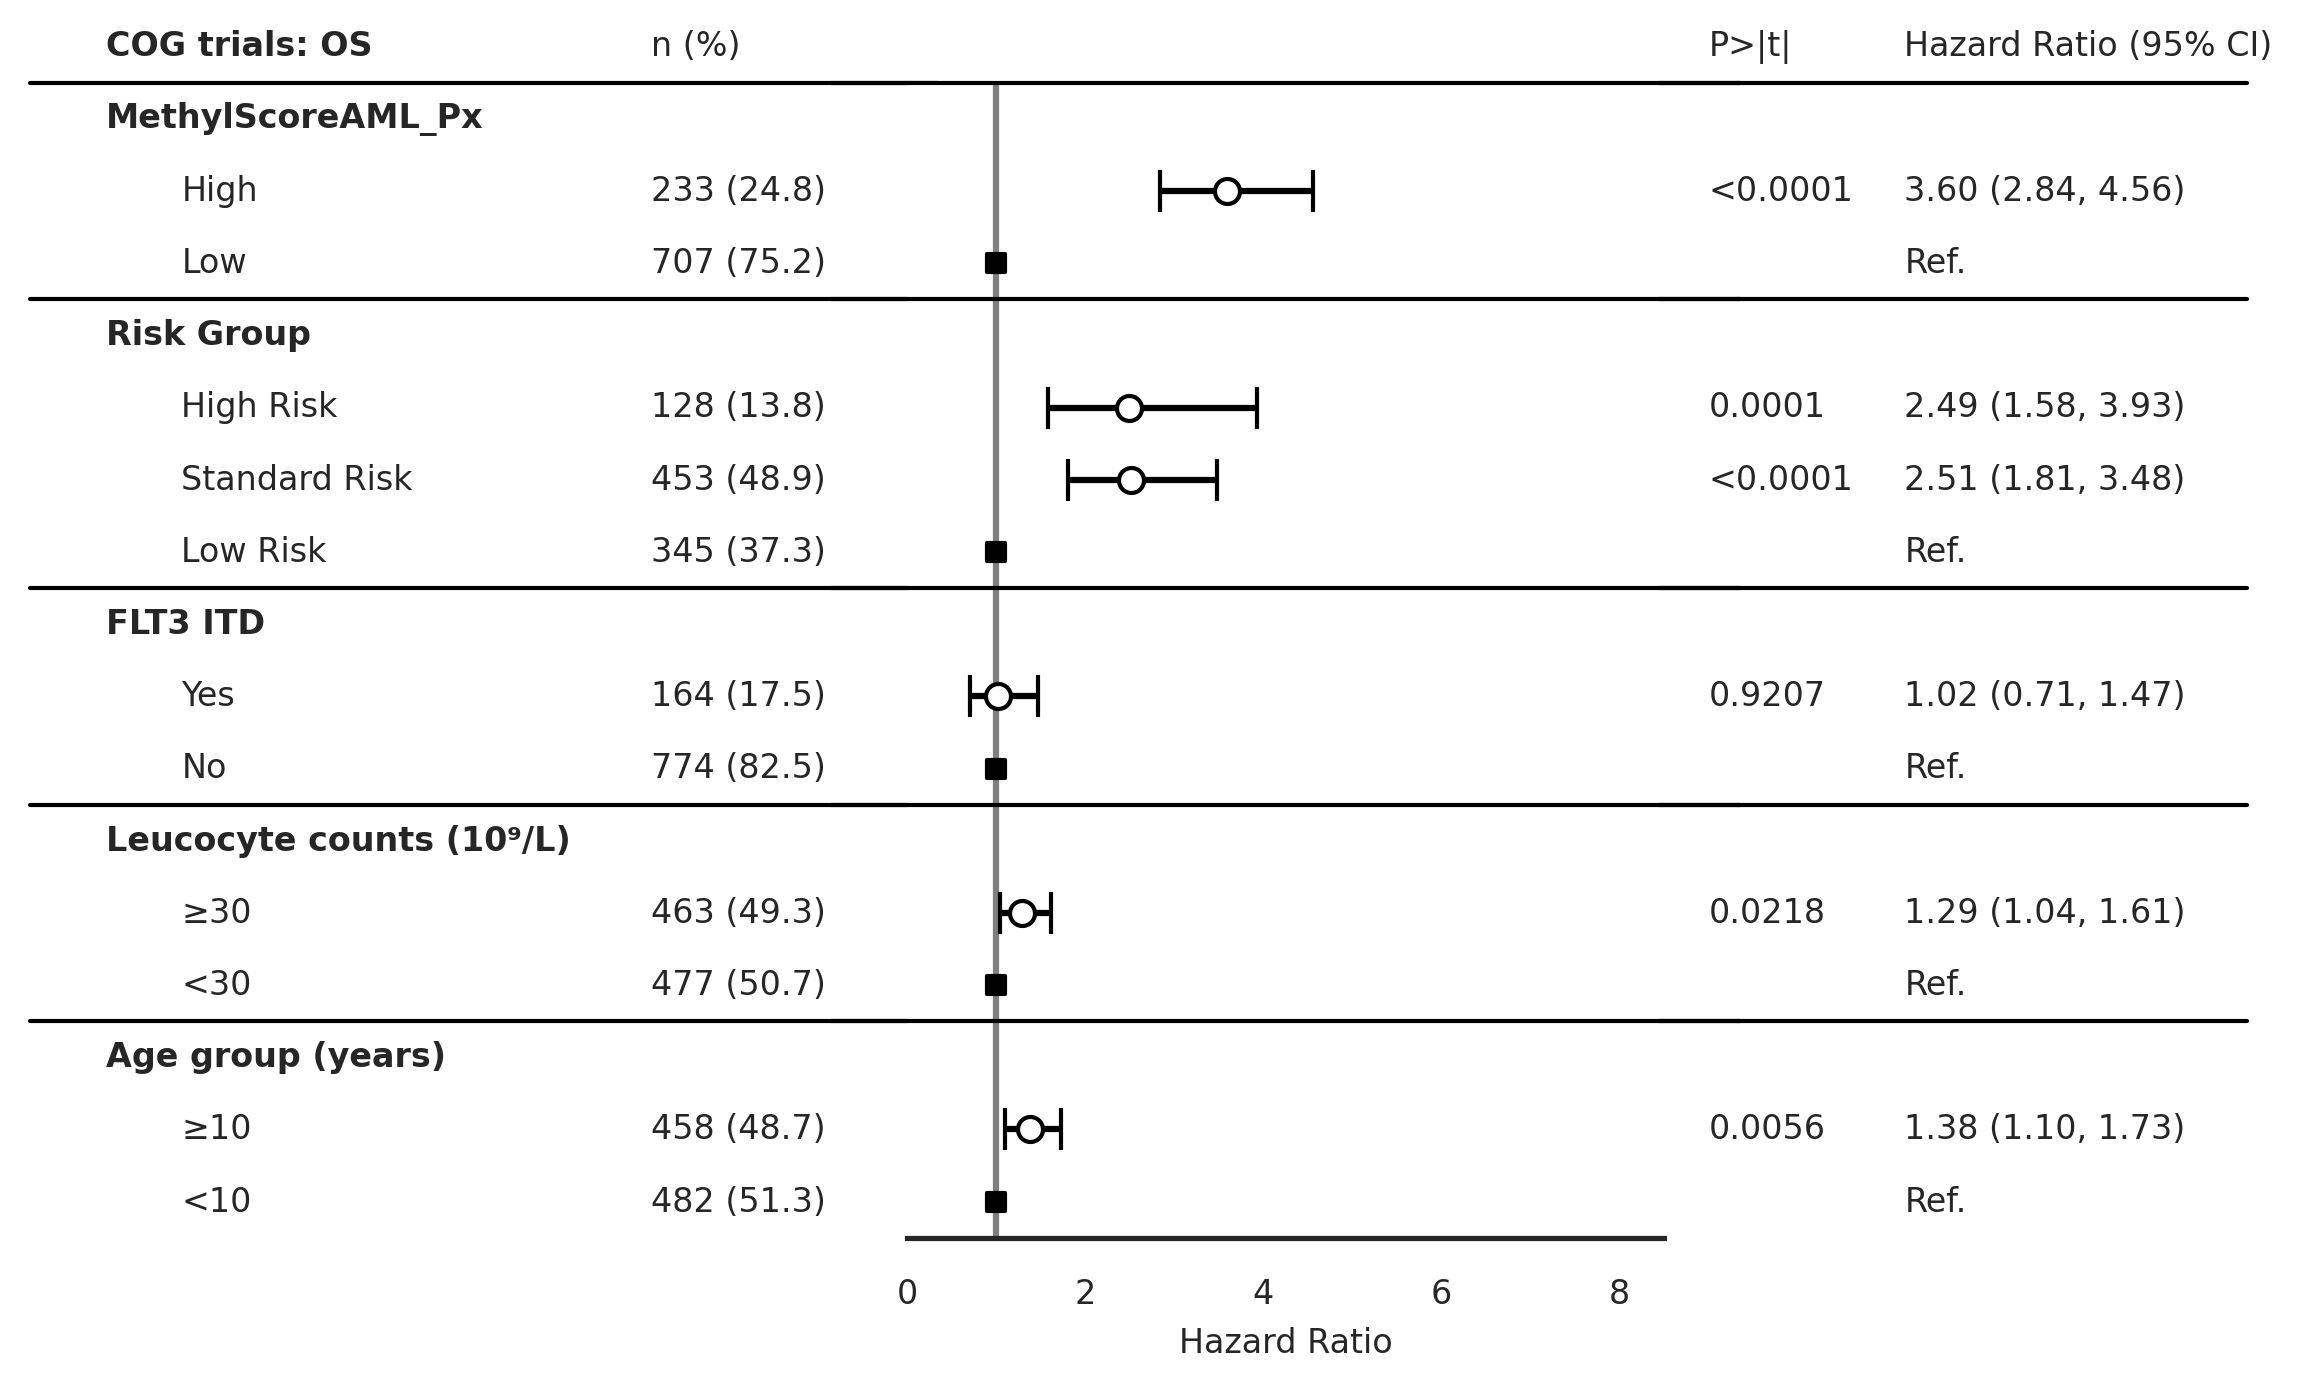 COG trials: OS n (%) P>|t| Hazard Ratio (95% CI)
MethylScoreAML_Px
High 233 (24.8) <0.0001 3.60 (2.84, 4.56)
Low 707 (75.2) Ref.
Risk Group
High Risk 128 (13.8) 0.0001 2.49 (1.58, 3.93)
Standard Risk 453 (48.9) <0.0001 2.51 (1.81, 3.48)
Low Risk 345 (37.3) Ref.
FLT3 ITD
Yes 164 (17.5) 0.9207 1.02 (0.71, 1.47)
No 774 (82.5) Ref.
Leucocyte counts (10⁹/L)
≥30 463 (49.3) 0.0218 1.29 (1.04, 1.61)
<30 477 (50.7) Ref.
Age group (years)
≥10 458 (48.7) 0.0056 1.38 (1.10, 1.73)
<10 482 (51.3) Ref.
0 2 4 6 8
Hazard Ratio